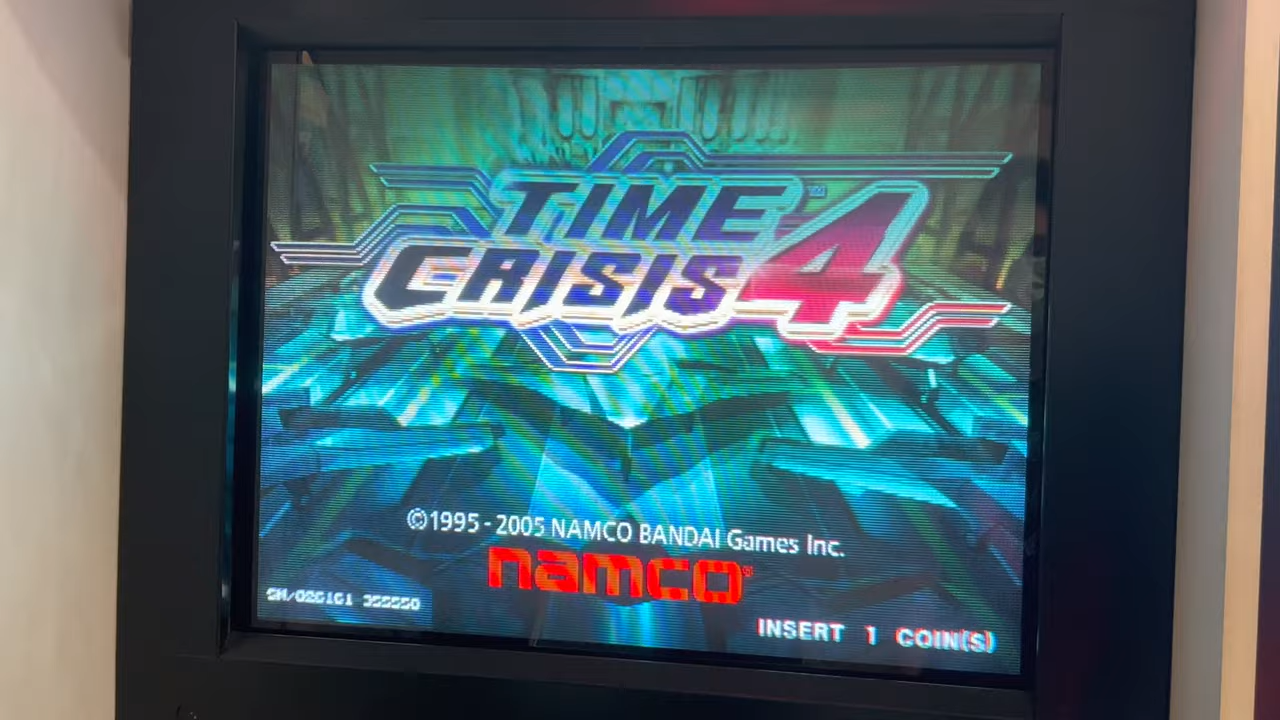 TIME
CRISIS 4
©1995 - 2005 NAMCO BANDAI Games Inc.
namco
INSERT 1 COIN(S)